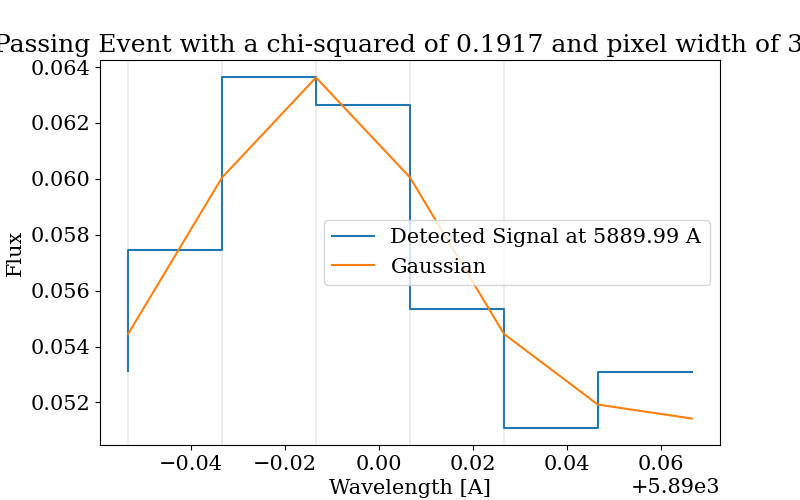 Passing Event with a chi-squared of 0.1917 and pixel width of 3
0.064
0.062
0.060
0.058
0.056
0.054
0.052
Flux
Detected Signal at 5889.99 A
Gaussian
−0.04 −0.02 0.00 0.02 0.04 0.06
+5.89e3
Wavelength [A]